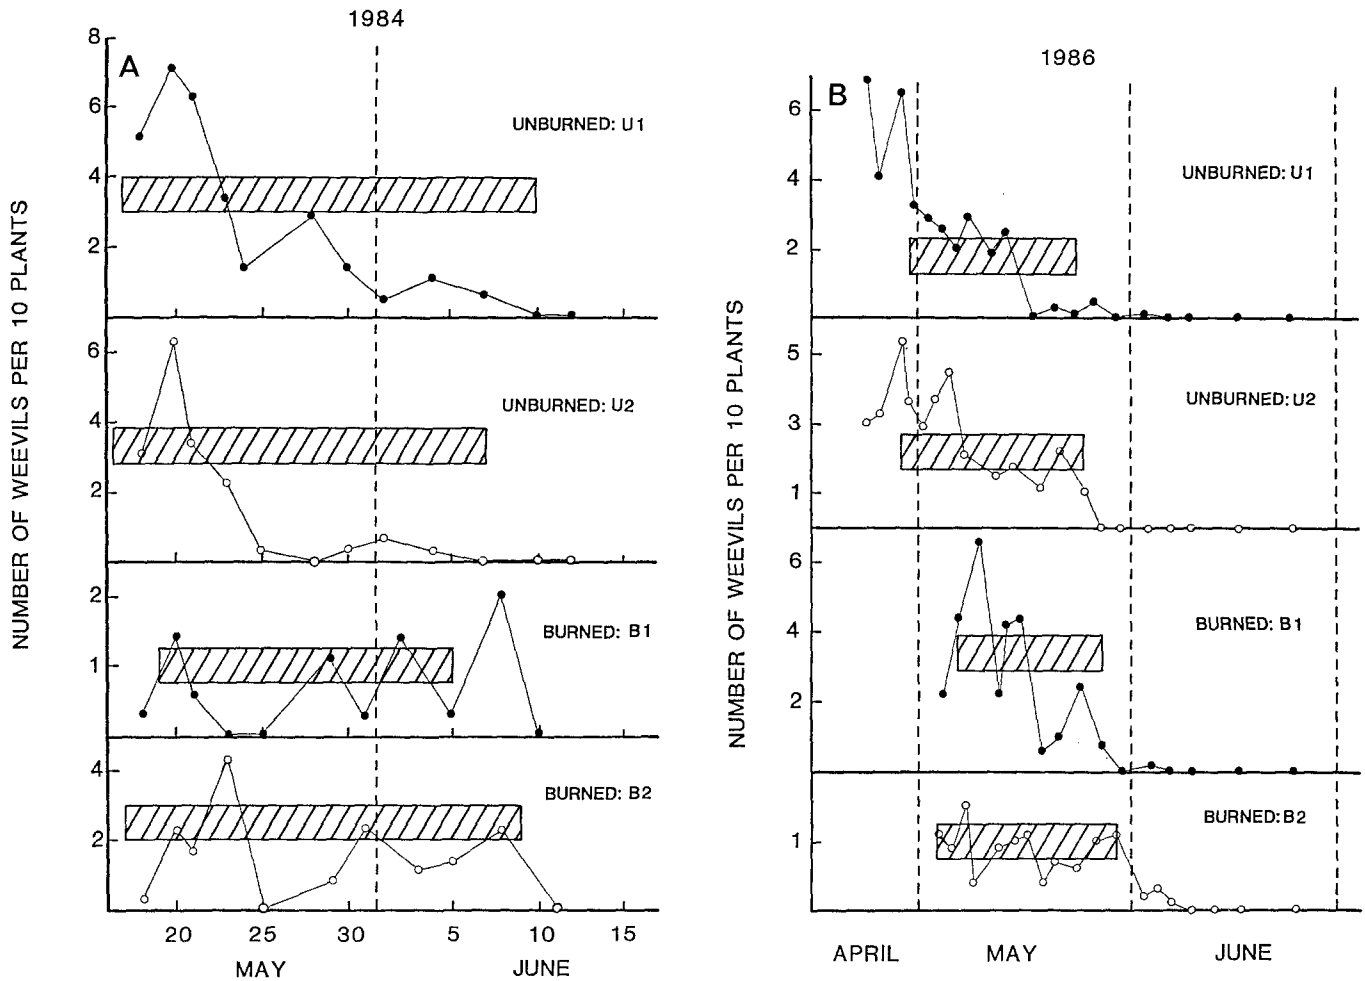 1984
A
8
6
4
2
UNBURNED: U1
6
4
2
UNBURNED: U2
2
1
BURNED: B1
4
2
BURNED: B2
20 25 30 5 10 15
MAY JUNE
NUMBER OF WEEVILS PER 10 PLANTS
1986
B
6
4
2
UNBURNED: U1
5
3
1
UNBURNED: U2
6
4
2
BURNED: B1
1
BURNED: B2
APRIL MAY JUNE
NUMBER OF WEEVILS PER 10 PLANTS